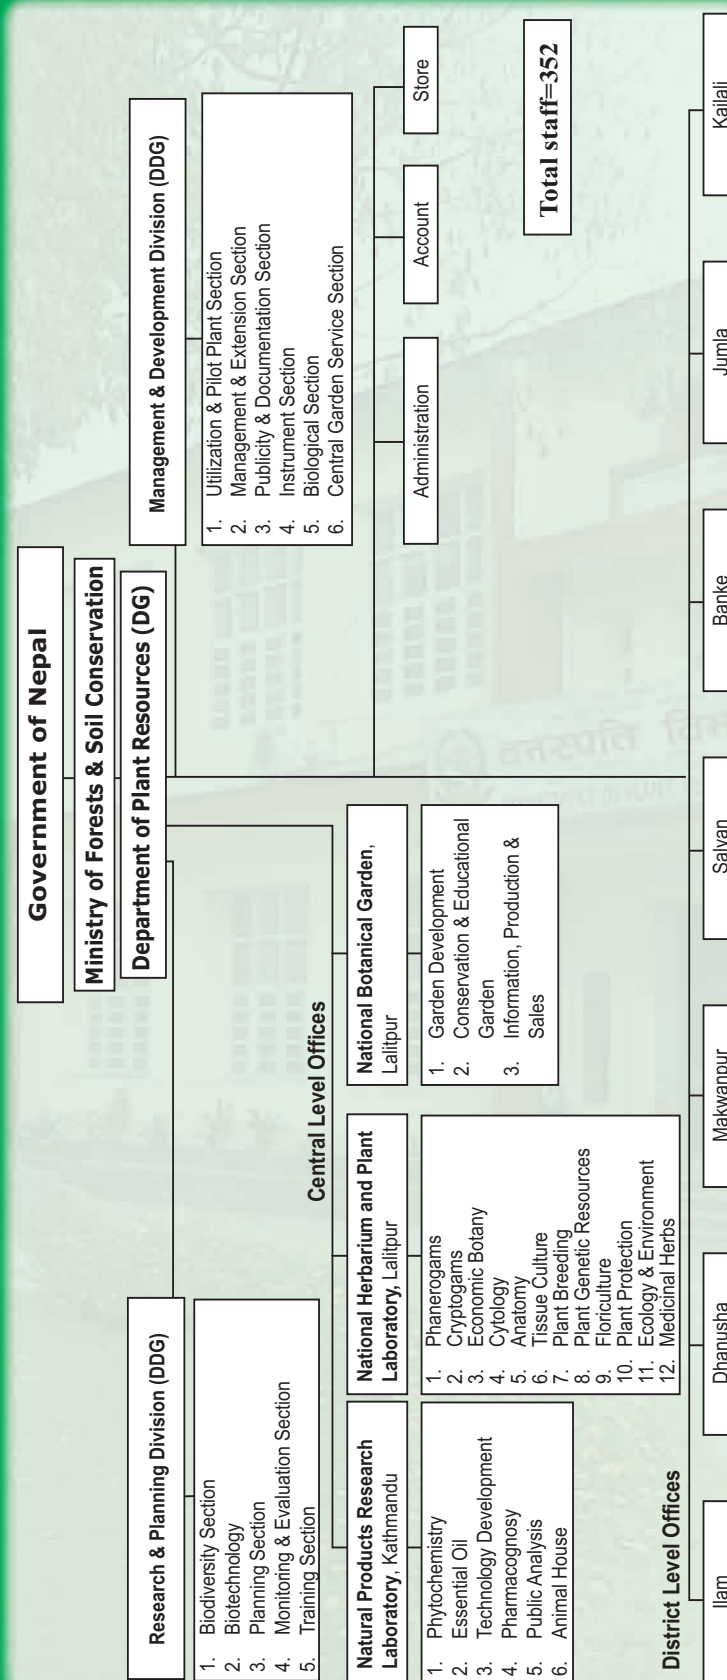 Government of Nepal
Ministry of Forests & Soil Conservation
Department of Plant Resources (DG)
Research & Planning Division (DDG)
1. Biodiversity Section
2. Biotechnology
3. Planning Section
4. Monitoring & Evaluation Section
5. Training Section
Management & Development Division (DDG)
1. Utilization & Pilot Plant Section
2. Management & Extension Section
3. Publicity & Documentation Section
4. Instrument Section
5. Biological Section
6. Central Garden Service Section
Central Level Offices
Natural Products Research
Laboratory, Kathmandu
1. Phytochemistry
2. Essential Oil
3. Technology Development
4. Pharmacognosy
5. Public Analysis
6. Animal House
National Herbarium and Plant
Laboratory, Lalitpur
1. Phanerogams
2. Cryptogams
3. Economic Botany
4. Cytology
5. Anatomy
6. Tissue Culture
7. Plant Breeding
8. Plant Genetic Resources
9. Floriculture
10. Plant Protection
11. Ecology & Environment
12. Medicinal Herbs
National Botanical Garden,
Lalitpur
1. Garden Development
2. Conservation & Educational
Garden
3. Information, Production &
Sales
Administration
Account
Store
Total staff=352
District Level Offices
Ilam
Dhanusha
Makwanpur
Salyan
Banke
Jumla
Kailali
वनस्पति